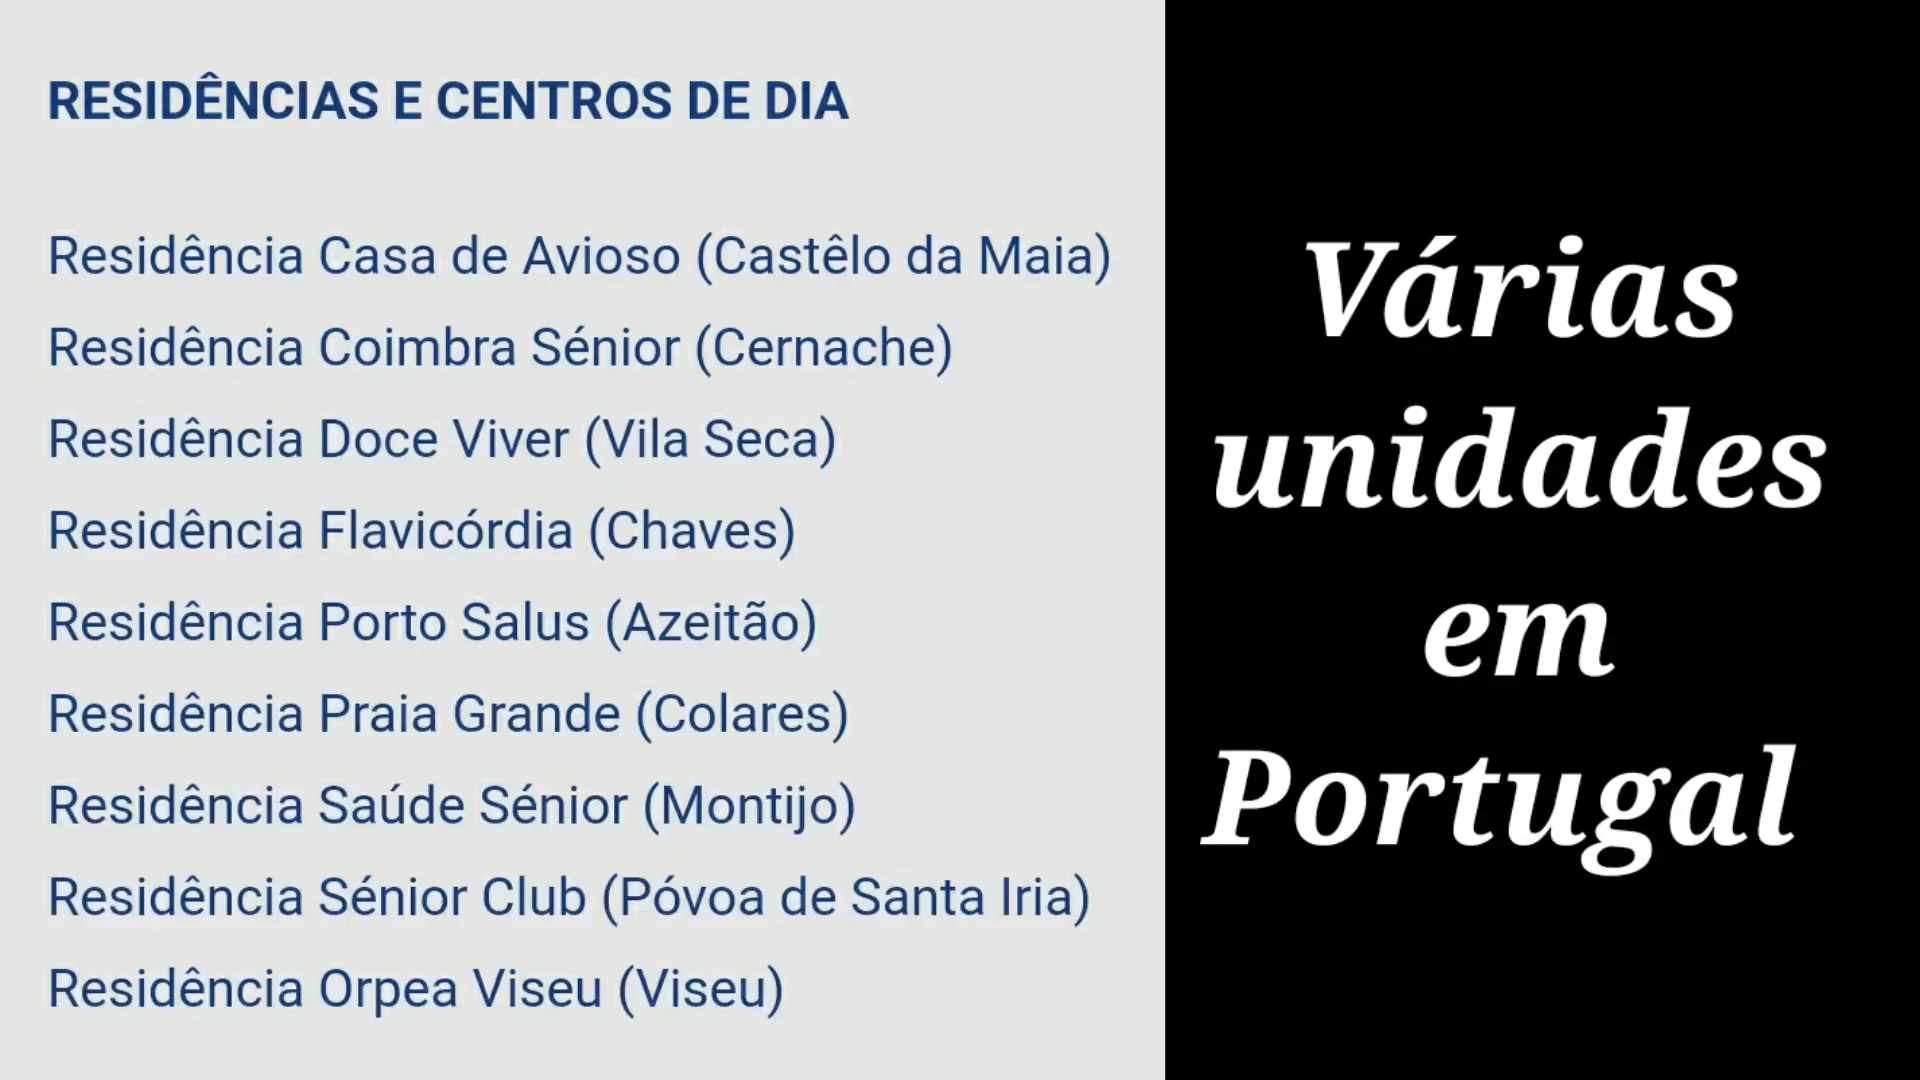 RESIDÊNCIAS E CENTROS DE DIA
Residência Casa de Avioso (Castêlo da Maia)
Residência Coimbra Sénior (Cernache)
Residência Doce Viver (Vila Seca)
Residência Flavicórdia (Chaves)
Residência Porto Salus (Azeitão)
Residência Praia Grande (Colares)
Residência Saúde Sénior (Montijo)
Residência Sénior Club (Póvoa de Santa Iria)
Residência Orpea Viseu (Viseu)
Várias
unidades
em
Portugal